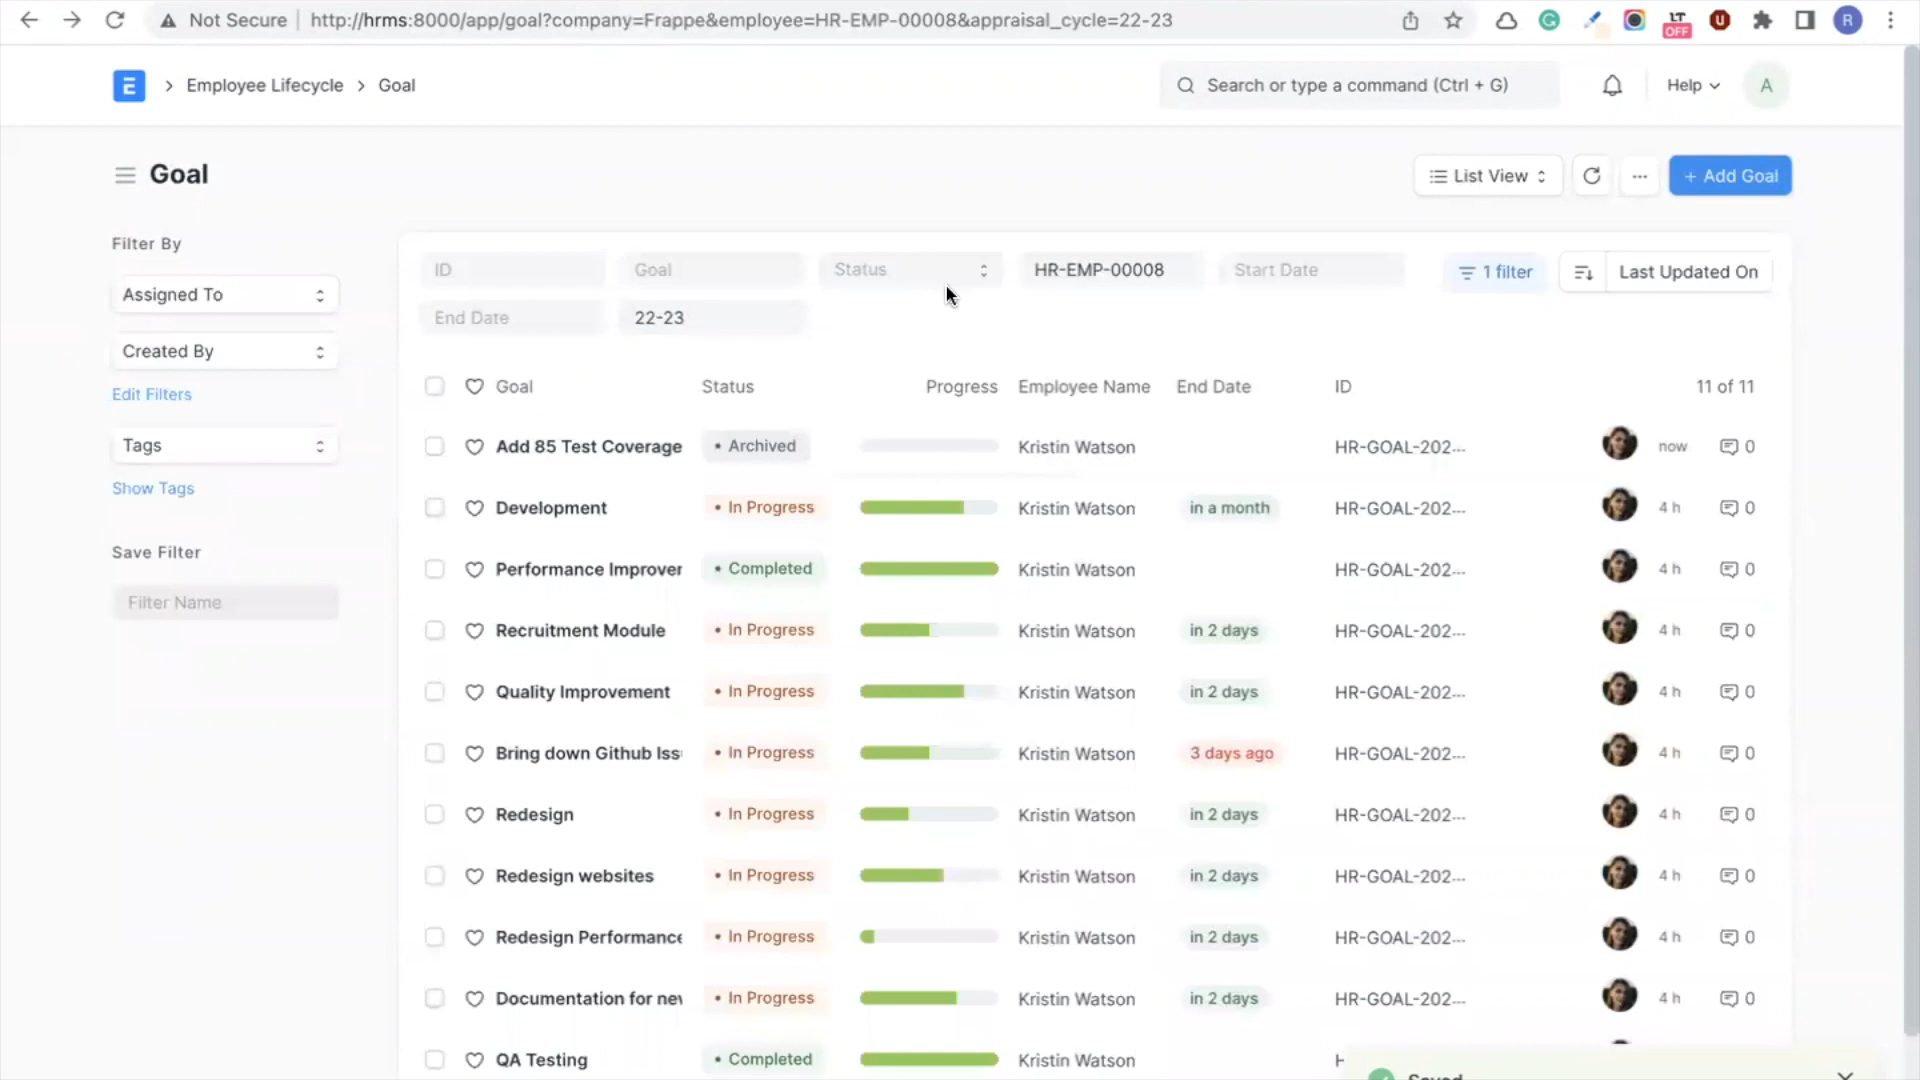 Not Secure http://hrms:8000/app/goal?company=Frappe&employee=HR-EMP-00008&appraisal_cycle=22-23 LT OFF R
E Employee Lifecycle Goal Search or type a command (Ctrl + G) Help A
Goal List View ... + Add Goal
Filter By
ID Goal Status HR-EMP-00008 Start Date 1 filter Last Updated On
Assigned To
End Date 22-23
Created By
Edit Filters
Goal Status Progress Employee Name End Date ID 11 of 11
Tags
Add 85 Test Coverage Archived Kristin Watson HR-GOAL-202... now 0
Show Tags
Development In Progress Kristin Watson in a month HR-GOAL-202... 4 h 0
Save Filter
Performance Improver Completed Kristin Watson HR-GOAL-202... 4 h 0
Filter Name
Recruitment Module In Progress Kristin Watson in 2 days HR-GOAL-202... 4 h 0
Quality Improvement In Progress Kristin Watson in 2 days HR-GOAL-202... 4 h 0
Bring down Github Iss In Progress Kristin Watson 3 days ago HR-GOAL-202... 4 h 0
Redesign In Progress Kristin Watson in 2 days HR-GOAL-202... 4 h 0
Redesign websites In Progress Kristin Watson in 2 days HR-GOAL-202... 4 h 0
Redesign Performance In Progress Kristin Watson in 2 days HR-GOAL-202... 4 h 0
Documentation for new In Progress Kristin Watson in 2 days HR-GOAL-202... 4 h 0
QA Testing Completed Kristin Watson
Saved